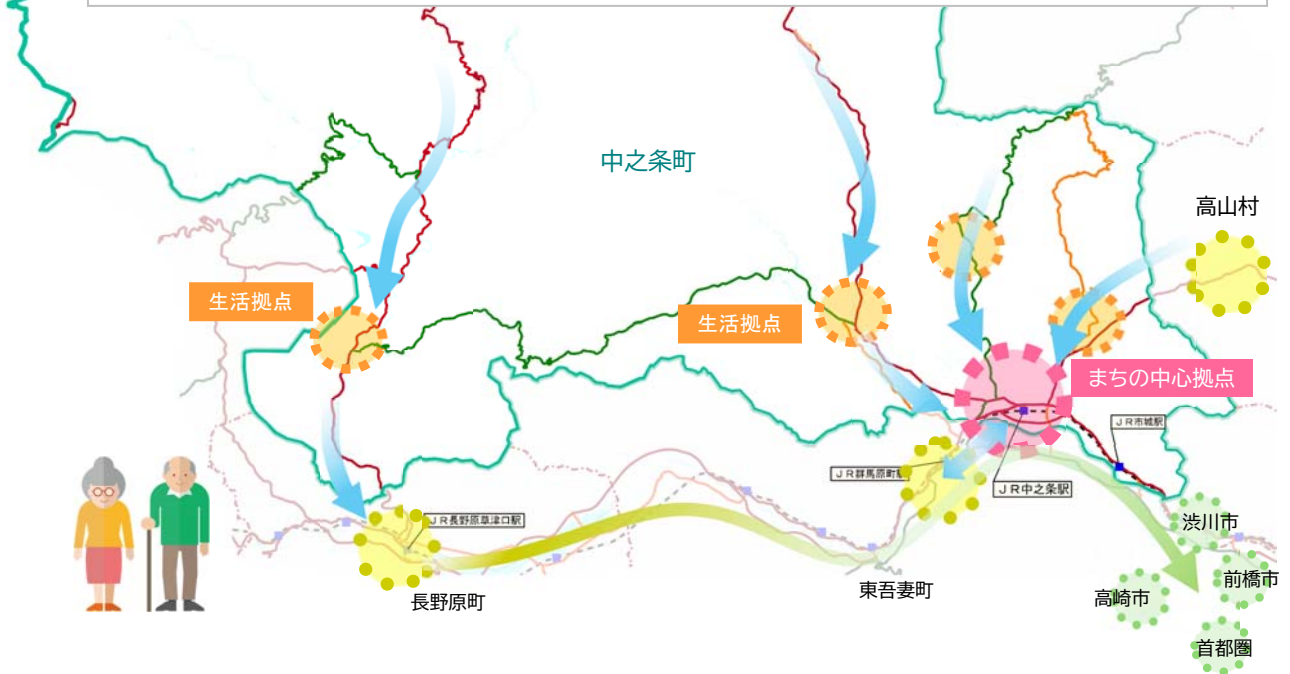 中之条町
高山村
生活拠点
生活拠点
まちの中心拠点
JR市城駅
JR群馬原町駅
JR中之条駅
JR長野原草津口駅
渋川市
前橋市
高崎市
首都圏
長野原町
東吾妻町